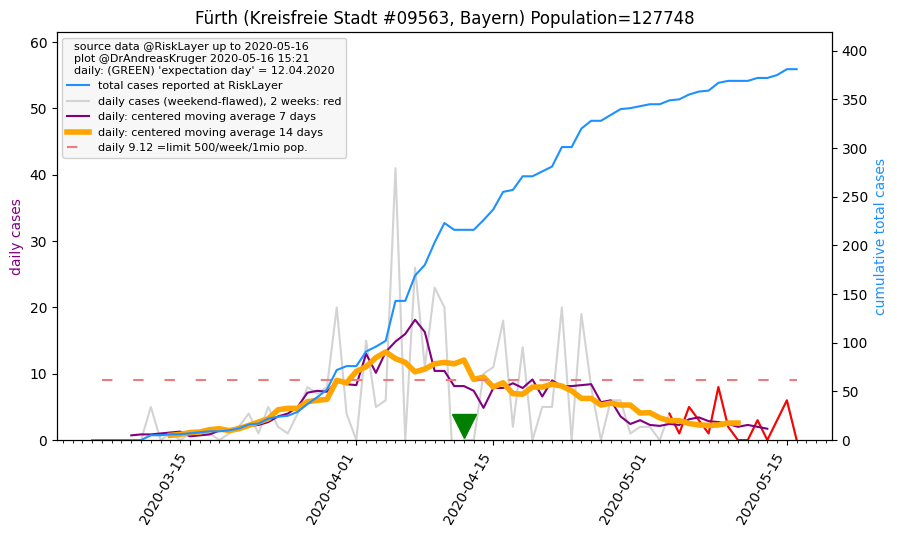 Fürth (Kreisfreie Stadt #09563, Bayern) Population=127748
source data @RiskLayer up to 2020-05-16
plot @DrAndreasKruger 2020-05-16 15:21
daily: (GREEN) 'expectation day' = 12.04.2020
total cases reported at RiskLayer
daily cases (weekend-flawed), 2 weeks: red
daily: centered moving average 7 days
daily: centered moving average 14 days
daily 9.12 =limit 500/week/1mio pop.
daily cases
60
50
40
30
20
10
0
cumulative total cases
400
350
300
250
200
150
100
50
0
2020-03-15
2020-04-01
2020-04-15
2020-05-01
2020-05-15